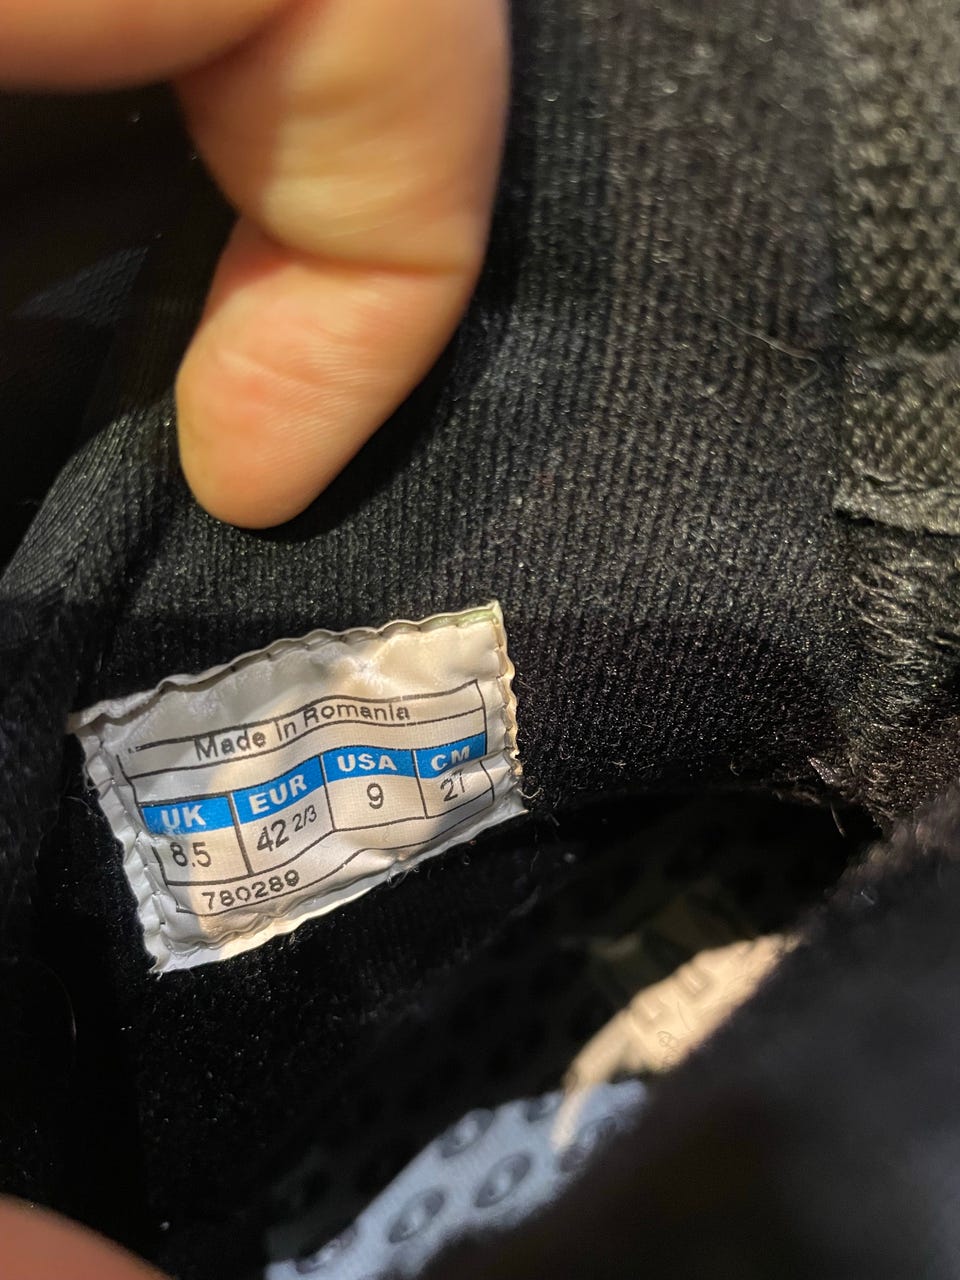 Made in Romania
UK EUR USA CM
8.5 42 2/3 9 27
780289